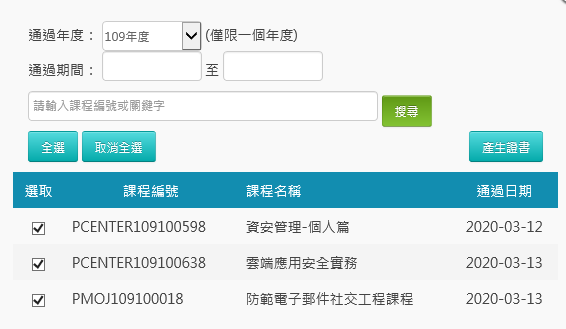 通過年度： 109年度 (僅限一個年度)
通過期間： 至
請輸入課程編號或關鍵字 搜尋
全選 取消全選 產生證書
選取 課程編號 課程名稱 通過日期
PCENTER109100598 資安管理-個人篇 2020-03-12
PCENTER109100638 雲端應用安全實務 2020-03-13
PMOJ109100018 防範電子郵件社交工程課程 2020-03-13